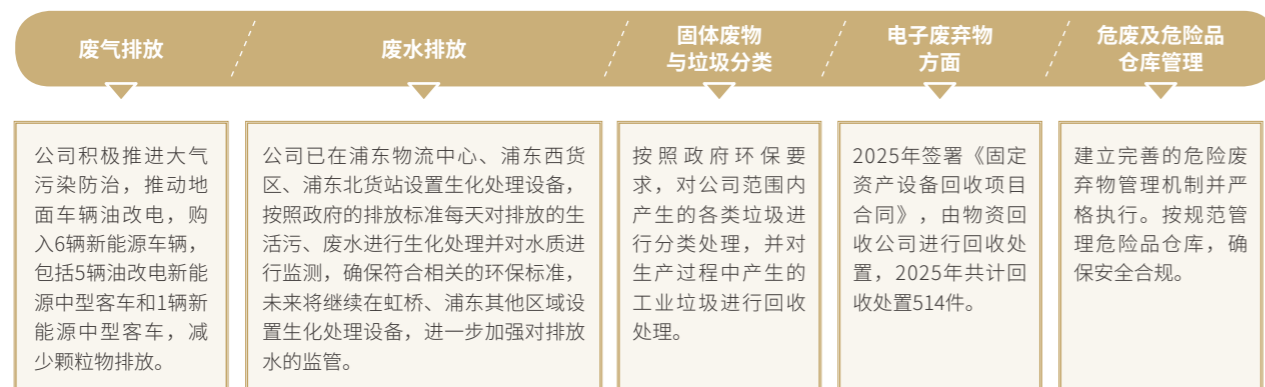 废气排放
公司积极推进大气
污染防治，推动地
面车辆油改电，购
入6辆新能源车辆，
包括5辆油改电新能
源中型客车和1辆新
能源中型客车，减
少颗粒物排放。
废水排放
公司已在浦东物流中心、浦东西货
区、浦东北货站设置生化处理设备，
按照政府的排放标准每天对排放的生
活污、废水进行生化处理并对水质进
行监测，确保符合相关的环保标准，
未来将继续在虹桥、浦东其他区域设
置生化处理设备，进一步加强对排放
水的监管。
固体废物
与垃圾分类
按照政府环保要
求，对公司范围内
产生的各类垃圾进
行分类处理，并对
生产过程中产生的
工业垃圾进行回收
处理。
电子废弃物
方面
2025年签署《固定
资产设备回收项目
合同》，由物资回
收公司进行回收处
置，2025年共计回
收处置514件。
危废及危险品
仓库管理
建立完善的危险废
弃物管理机制并严
格执行。按规范管
理危险品仓库，确
保安全合规。